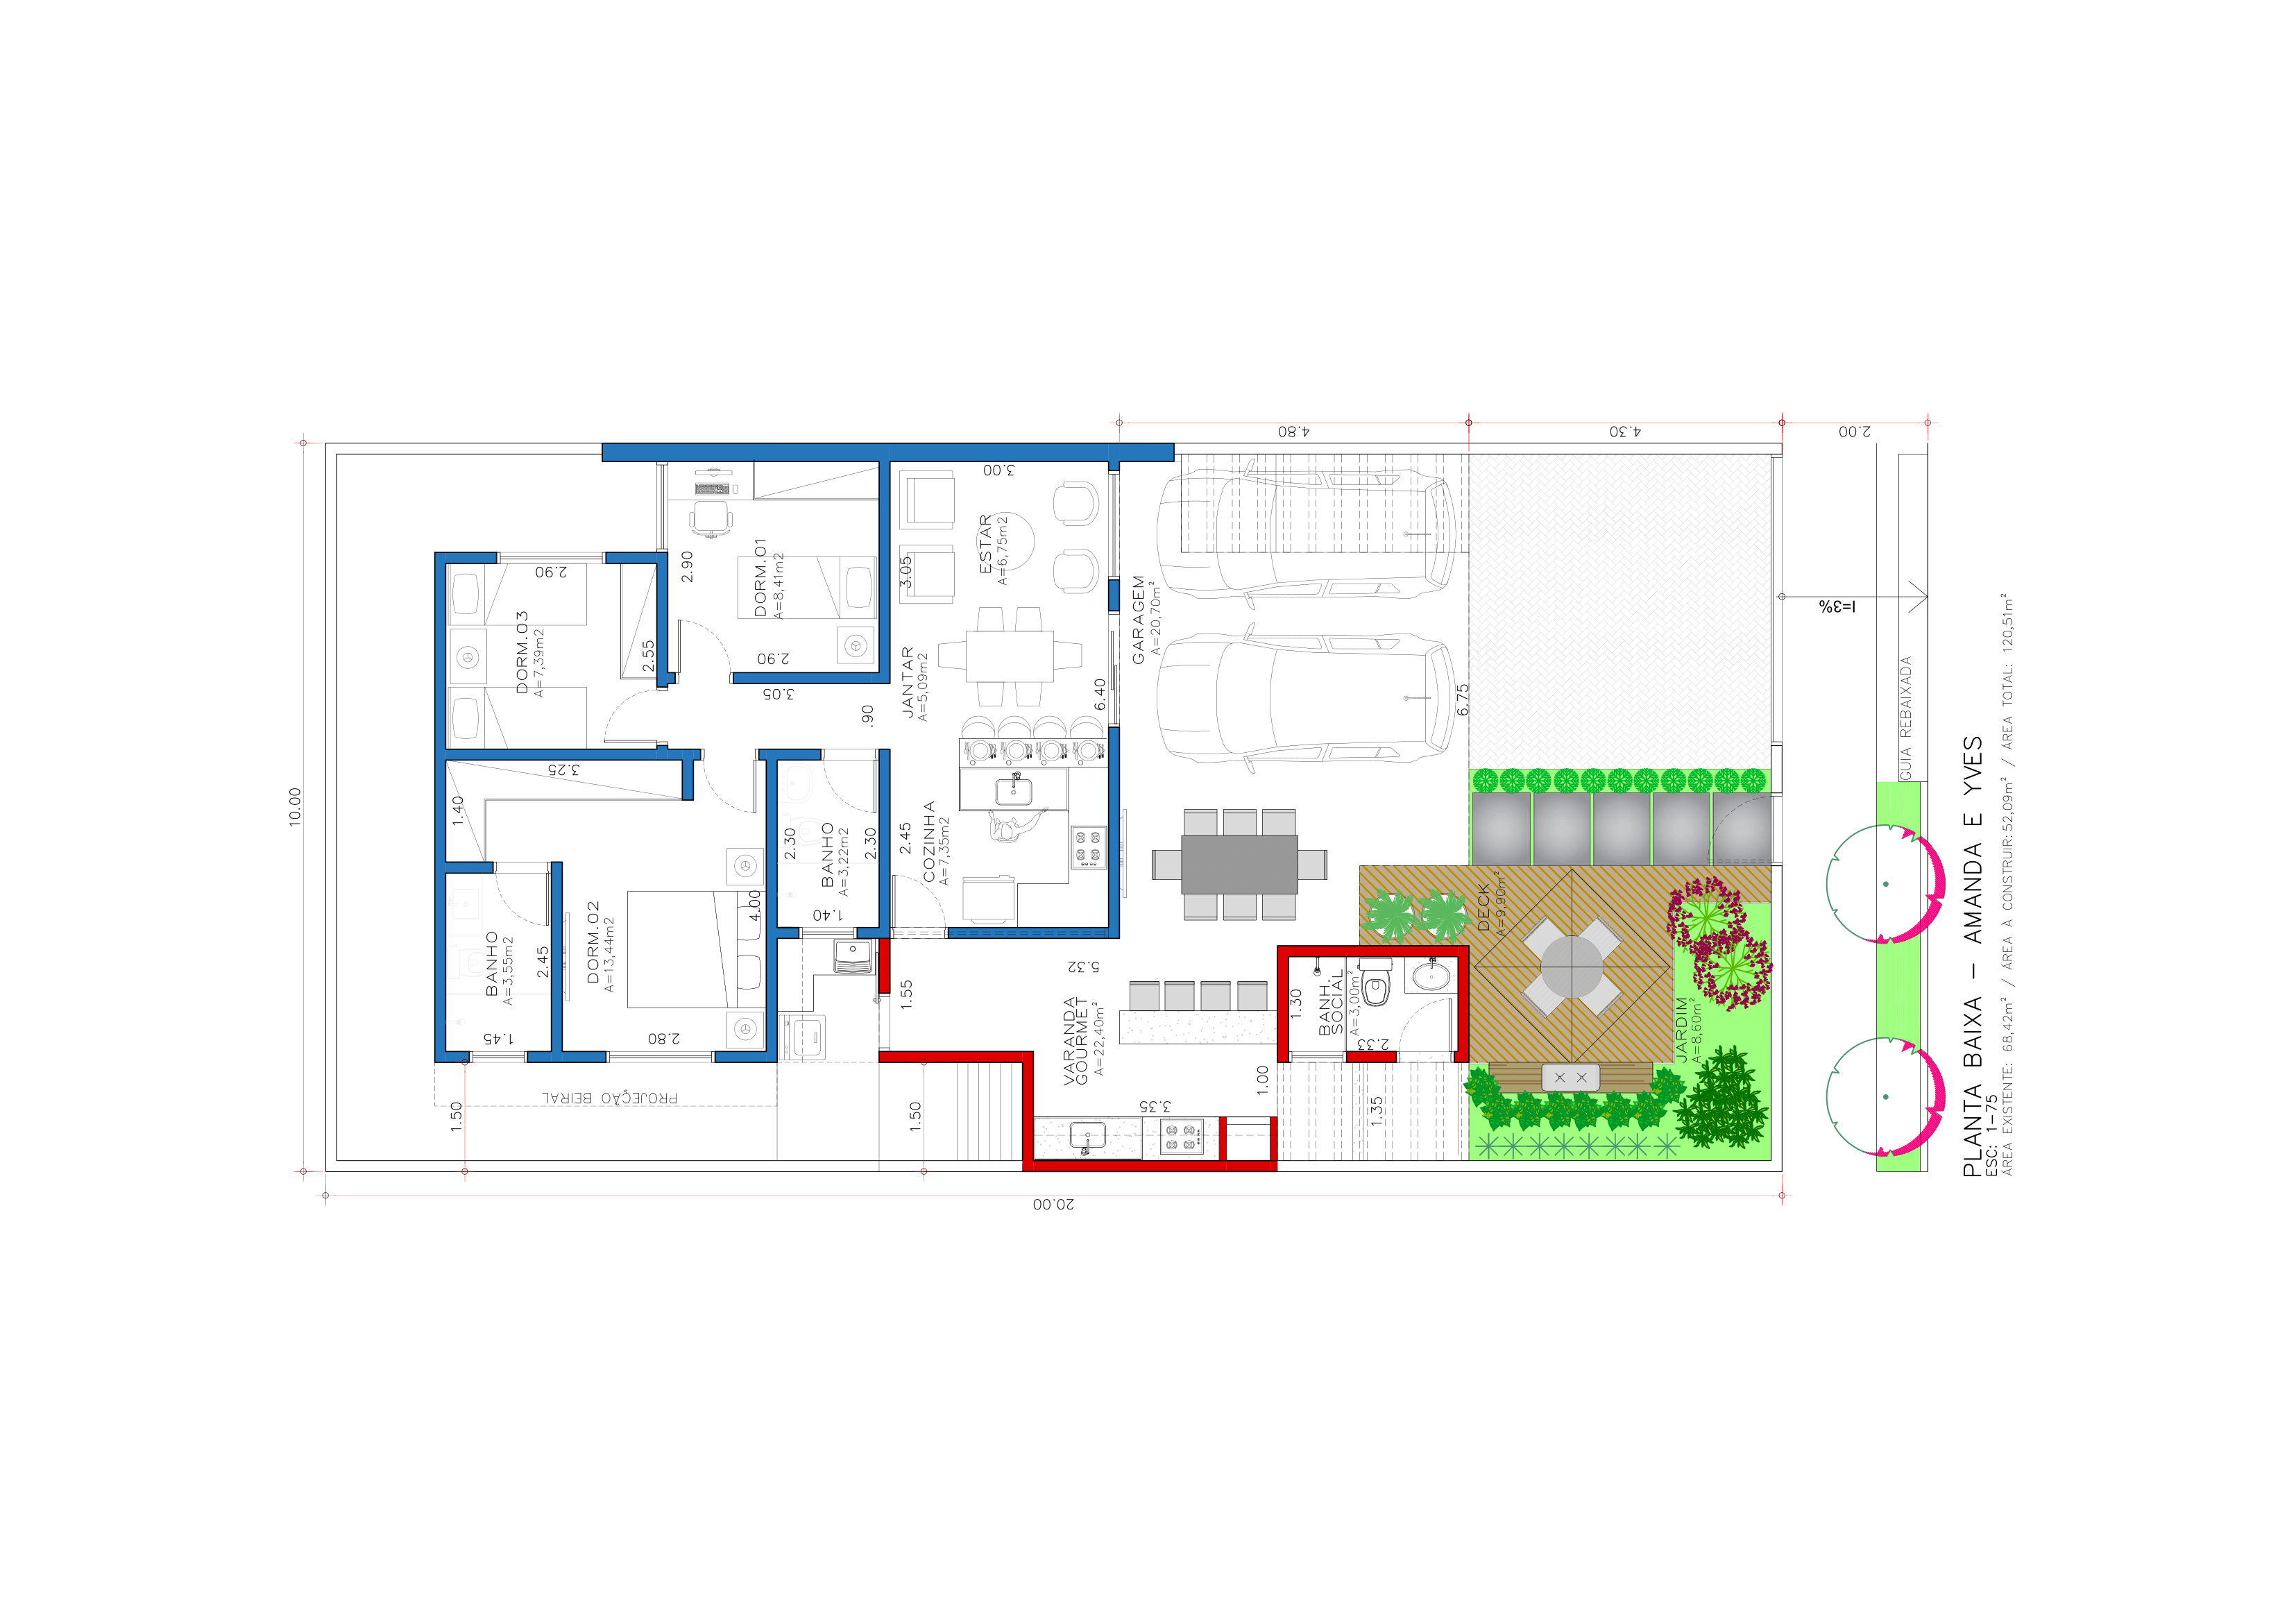 4.80
4.30
2.00
10.00
20.00
3.00
2.90
DORM.01
A=8,41m2
2.90
3.05
ESTAR
A=6,75m2
3.05
2.90
DORM.03
A=7,39m2
2.55
JANTAR
A=5,09m2
.90
6.40
GARAGEM
A=20,70m²
6.75
I=3%
GUIA REBAIXADA
3.25
1.40
2.30
BANHO
A=3,22m2
2.30
1.40
2.45
COZINHA
A=7,35m2
BANHO
A=3,55m2
2.45
1.45
DORM.02
A=13,44m2
4.00
2.80
1.55
5.32
VARANDA
GOURMET
A=22,40m²
1.30
BANH.
SOCIAL
A=3,00m²
2.33
DECK
A=9,90m²
JARDIM
A=8,60m²
1.00
3.35
1.35
PROJEÇÃO BEIRAL
1.50
1.50
PLANTA BAIXA – AMANDA E YVES
ESC: 1-75
ÁREA EXISTENTE: 68,42m² / ÁREA À CONSTRUIR: 52,09m² / ÁREA TOTAL: 120,51m²